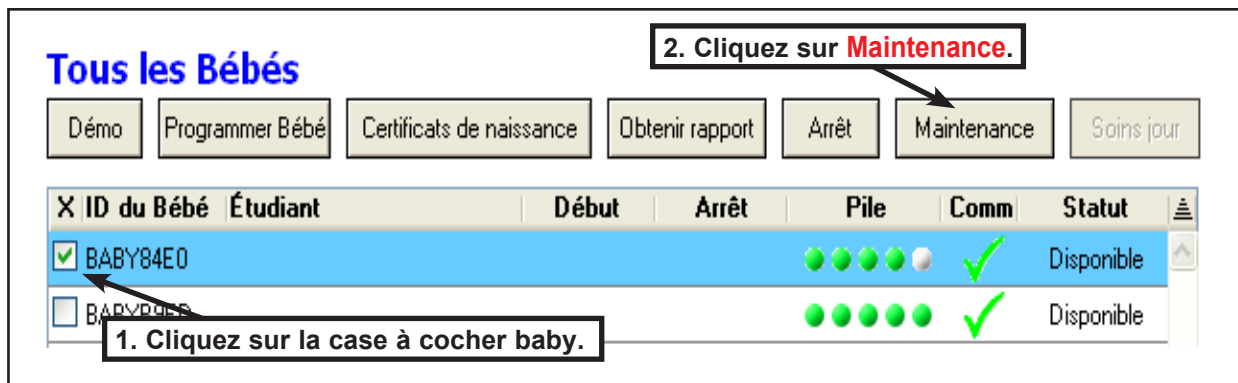 2. Cliquez sur Maintenance.
Tous les Bébés
Démo Programmer Bébé Certificats de naissance Obtenir rapport Arrêt Maintenance Soins jour
X ID du Bébé Étudiant Début Arrêt Pile Comm Statut
BABY84E0 Disponible
Disponible
1. Cliquez sur la case à cocher baby.